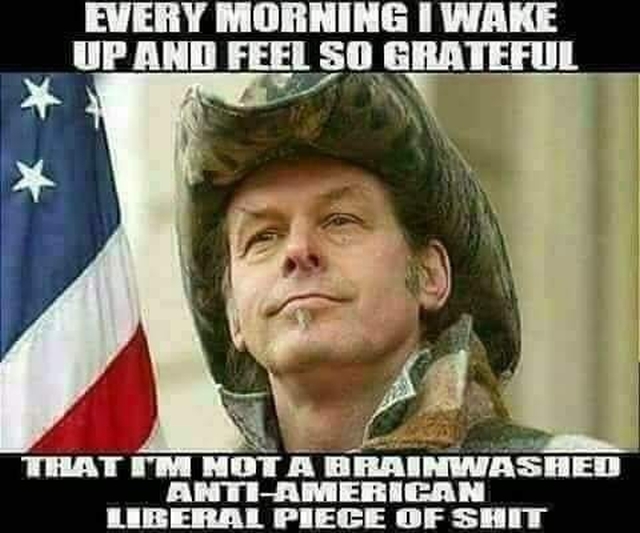 EVERY MORNING I WAKE
UP AND FEEL SO GRATEFUL
THAT I'M NOT A BRAINWASHED
ANTI-AMERICAN
LIBERAL PIECE OF SHIT